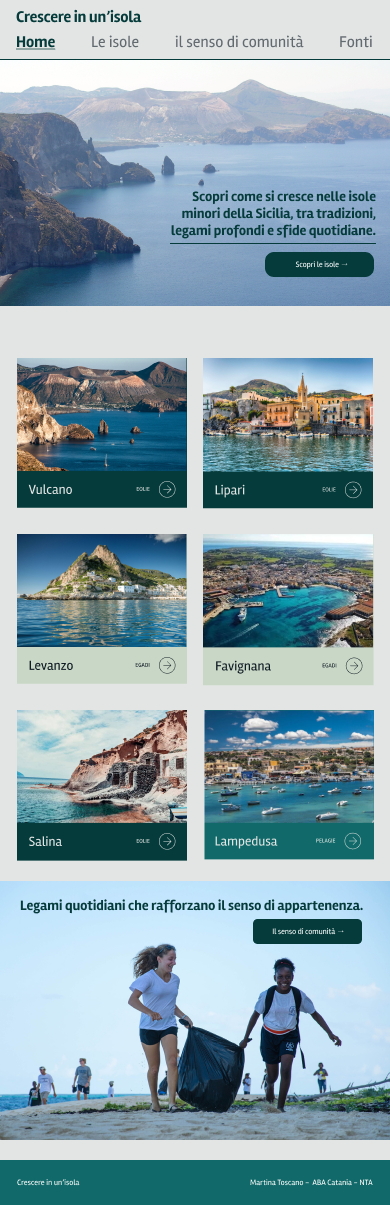 Crescere in un'isola
Home Le isole il senso di comunità Fonti
Scopri come si cresce nelle isole
minori della Sicilia, tra tradizioni,
legami profondi e sfide quotidiane.
Scopri le isole →
Vulcano EOLIE
Lipari EOLIE
Levanzo EGADI
Favignana EGADI
Salina EOLIE
Lampedusa PELAGIE
Legami quotidiani che rafforzano il senso di appartenenza.
Il senso di comunità →
Crescere in un'isola
Martina Toscano – ABA Catania – NTA